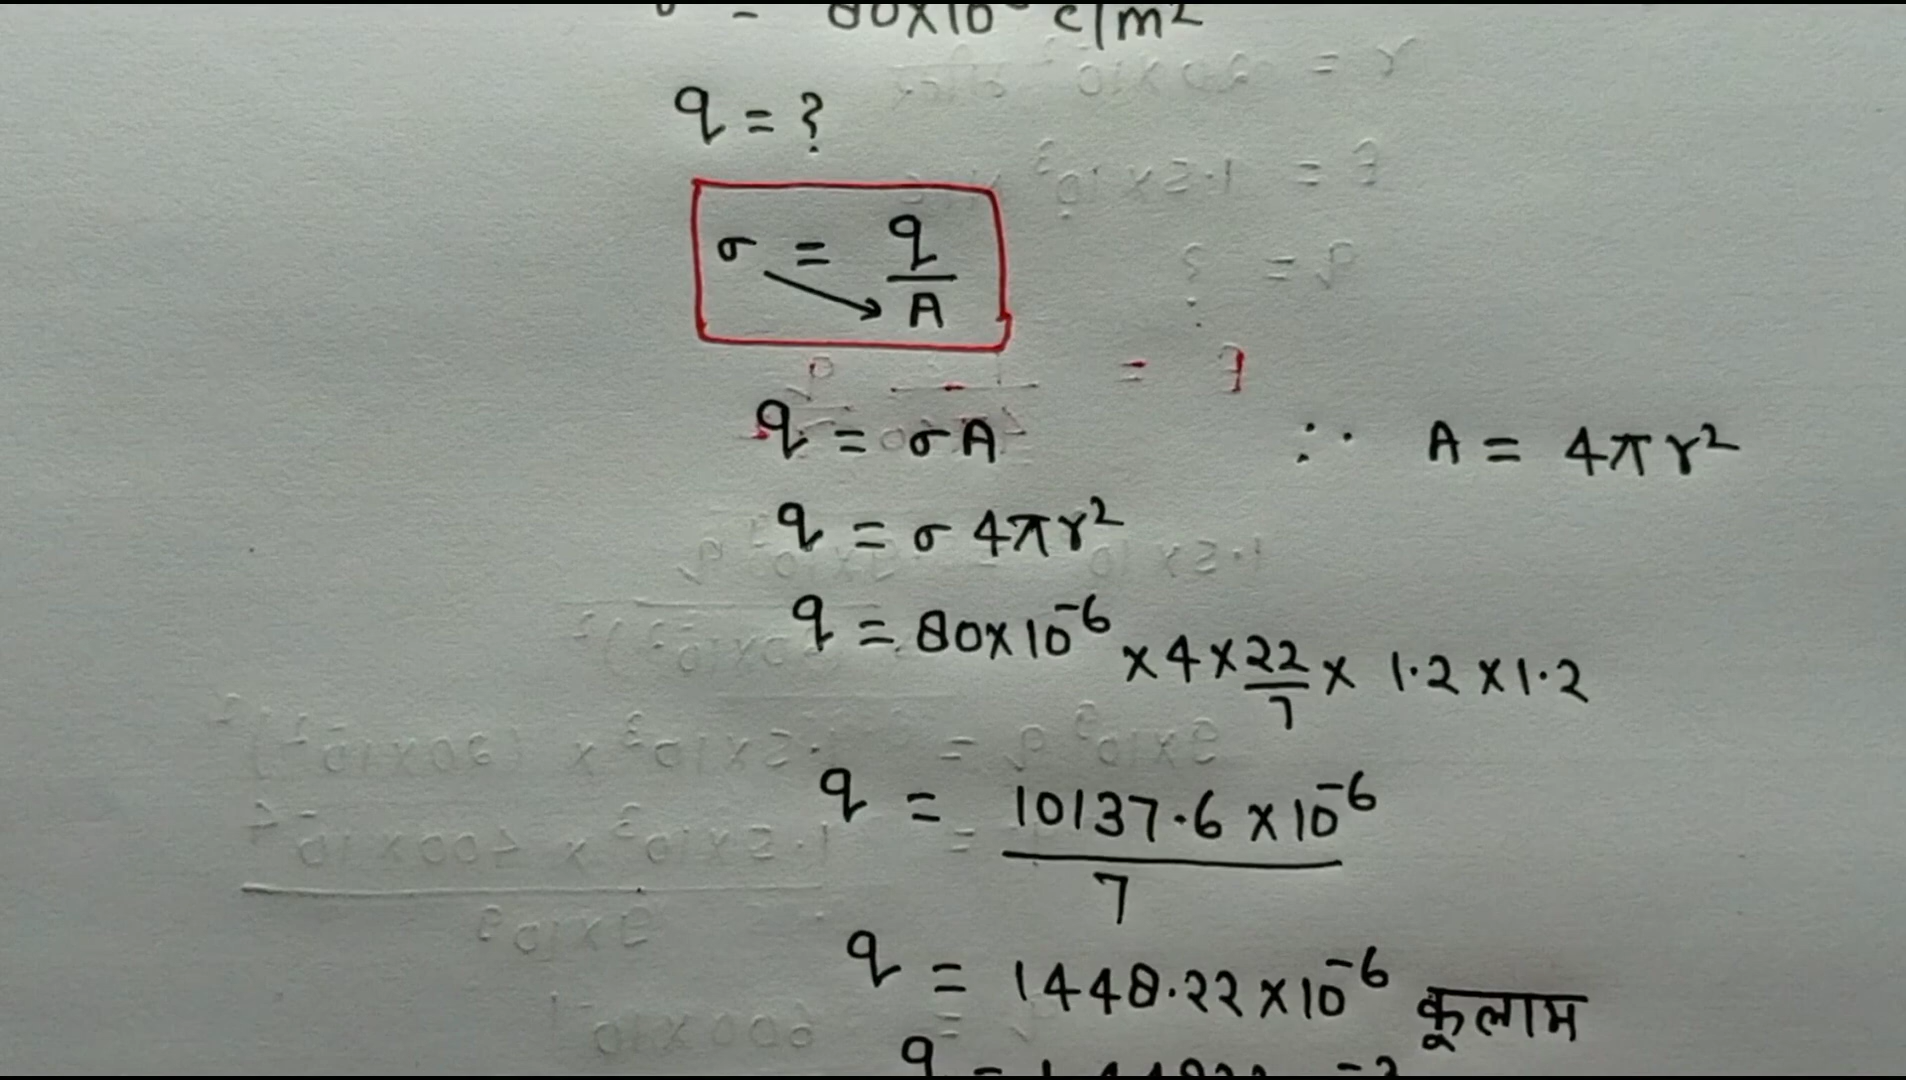 q = ?
σ = q/A
q = σA ∵ A = 4πr²
q = σ 4πr²
q = 80×10⁻⁶ × 4 × 22/7 × 1.2 × 1.2
q = 10137.6 × 10⁻⁶ / 7
q = 1448.22 × 10⁻⁶ कूलाम